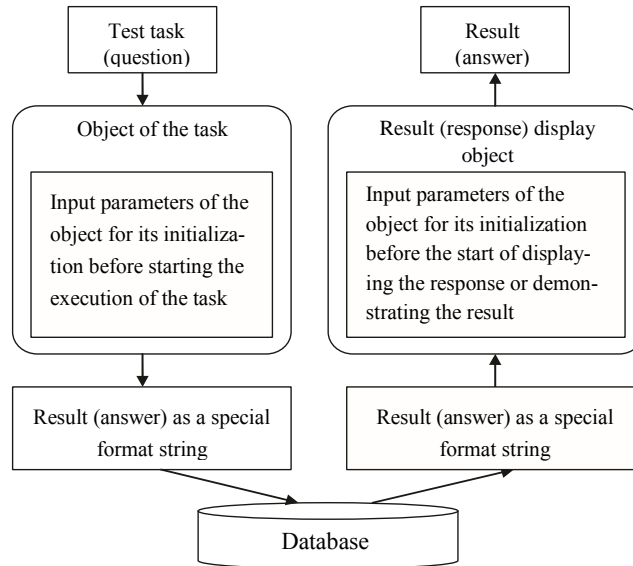 Test task
(question)
Object of the task
Input parameters of the
object for its initializa-
tion before starting the
execution of the task
Result (answer) as a special
format string
Result
(answer)
Result (response) display
object
Input parameters of the
object for its initialization
before the start of display-
ing the response or demon-
strating the result
Result (answer) as a special
format string
Database